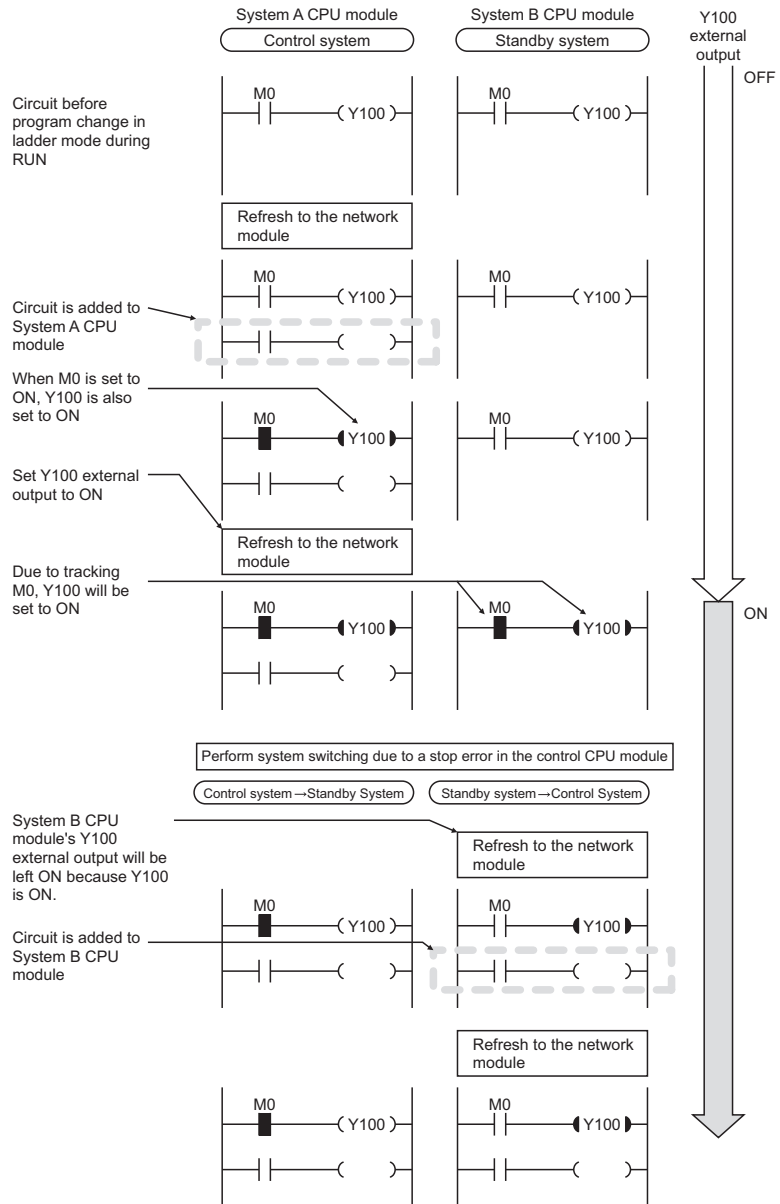 System A CPU module
System B CPU module
Y100
external
output
Control system
Standby system
OFF
Circuit before
program change in
ladder mode during
RUN
M0
Y100
M0
Y100
Refresh to the network
module
M0
Y100
M0
Y100
Circuit is added to
System A CPU
module
When M0 is set to
ON, Y100 is also
set to ON
M0
Y100
M0
Y100
Set Y100 external
output to ON
Refresh to the network
module
Due to tracking
M0, Y100 will be
set to ON
M0
Y100
M0
Y100
ON
Perform system switching due to a stop error in the control CPU module
Control system→Standby System
Standby system→Control System
System B CPU
module's Y100
external output will be
left ON because Y100
is ON.
Refresh to the network
module
M0
Y100
M0
Y100
Circuit is added to
System B CPU
module
Refresh to the network
module
M0
Y100
M0
Y100